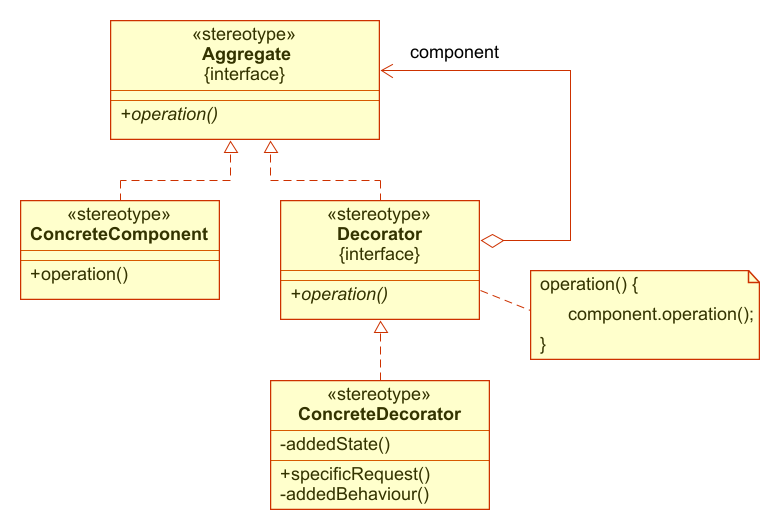 «stereotype»
Aggregate
{interface}
+operation()
component
«stereotype»
ConcreteComponent
+operation()
«stereotype»
Decorator
{interface}
+operation()
operation() {
component.operation();
}
«stereotype»
ConcreteDecorator
-addedState()
+specificRequest()
-addedBehaviour()